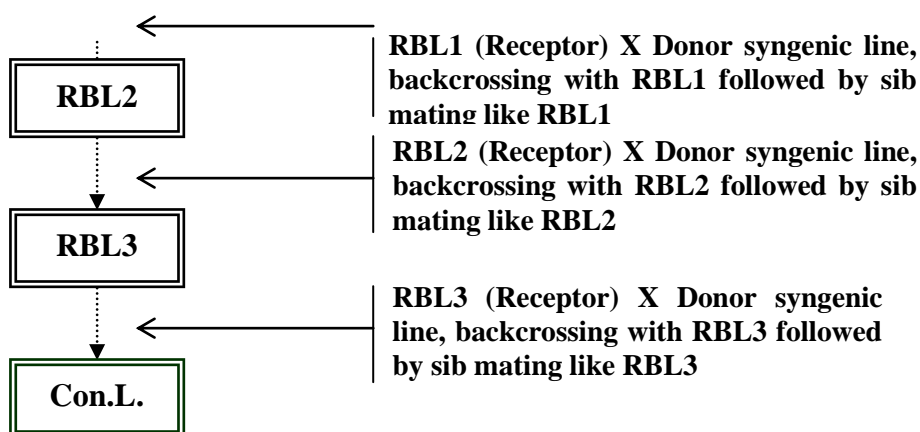 RBL1 (Receptor) X Donor syngenic line,
backcrossing with RBL1 followed by sib
mating like RBL1
RBL2
RBL2 (Receptor) X Donor syngenic line,
backcrossing with RBL2 followed by sib
mating like RBL2
RBL3
RBL3 (Receptor) X Donor syngenic
line, backcrossing with RBL3 followed
by sib mating like RBL3
Con.L.